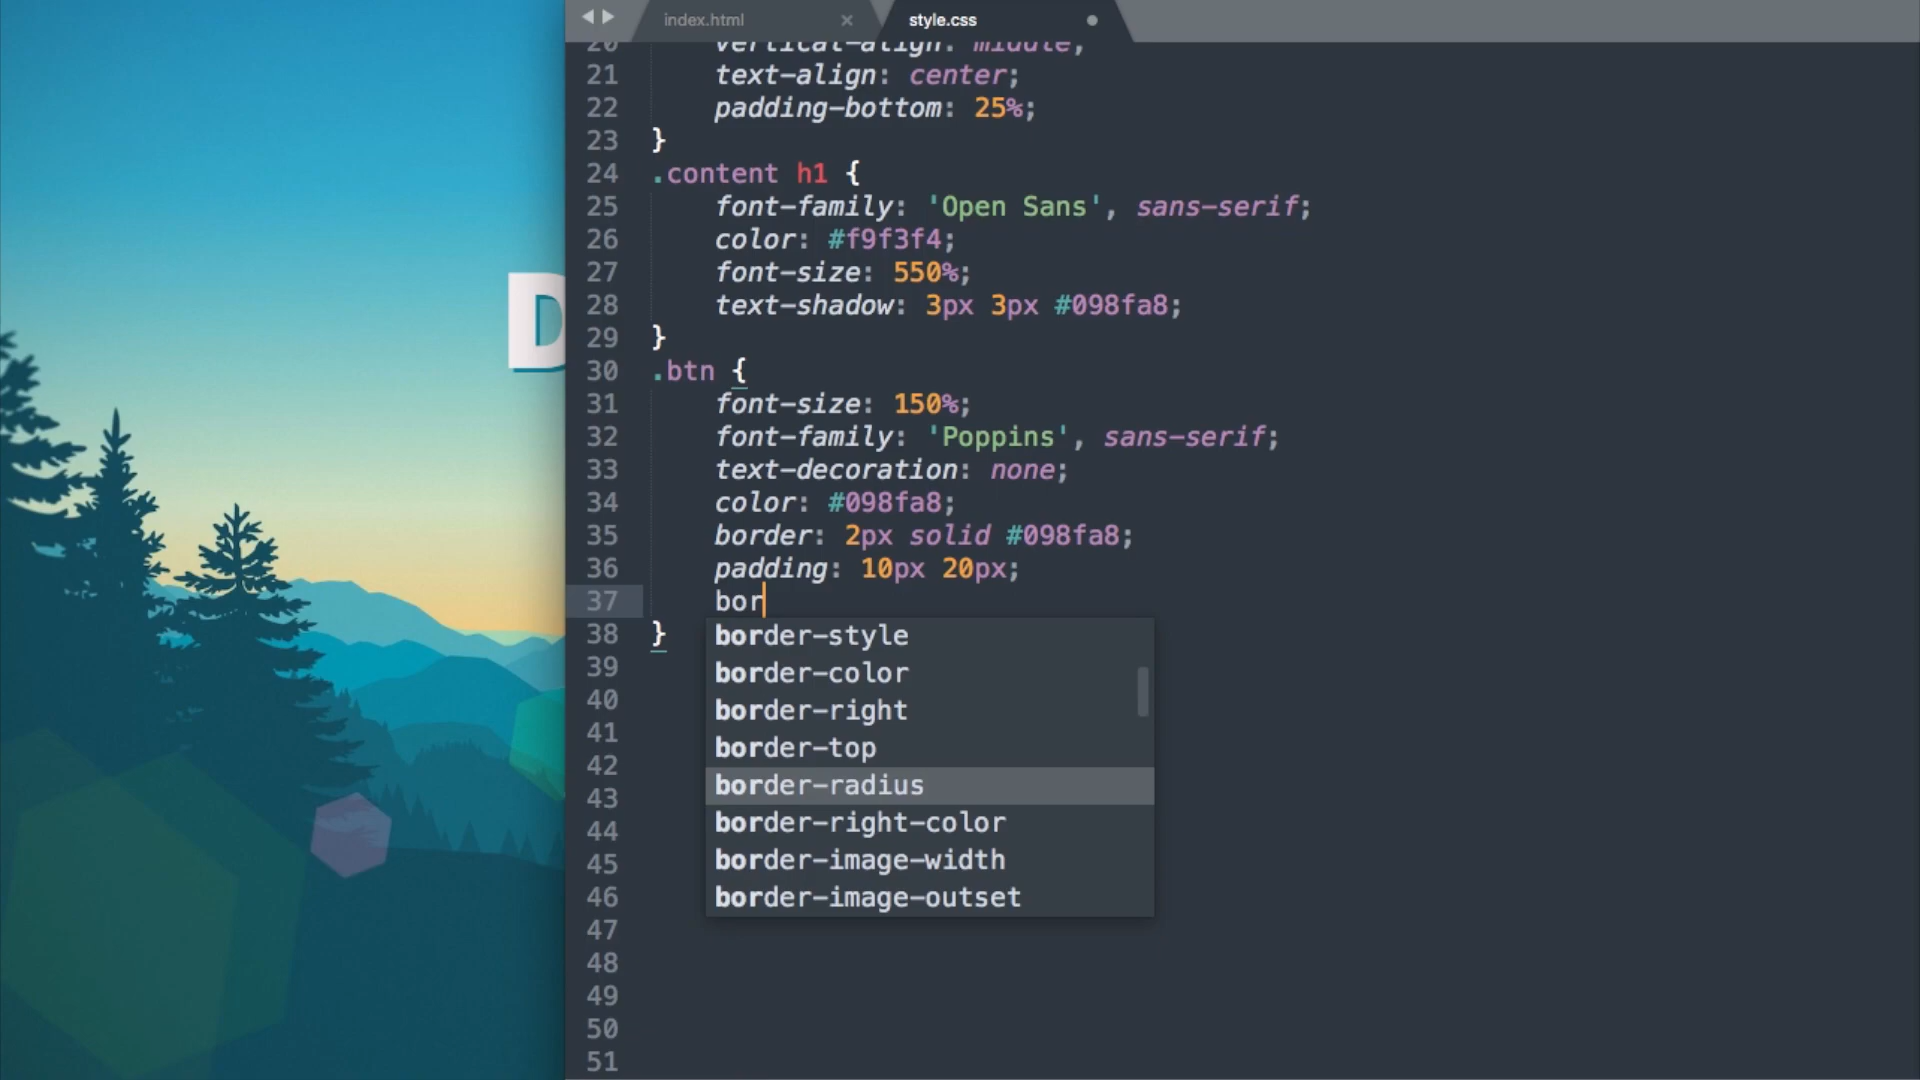 index.html × style.css
20 vertical-align: middle;
21 text-align: center;
22 padding-bottom: 25%;
23 }
24 .content h1 {
25 font-family: 'Open Sans', sans-serif;
26 color: #f9f3f4;
27 font-size: 550%;
28 text-shadow: 3px 3px #098fa8;
29 }
30 .btn {
31 font-size: 150%;
32 font-family: 'Poppins', sans-serif;
33 text-decoration: none;
34 color: #098fa8;
35 border: 2px solid #098fa8;
36 padding: 10px 20px;
37 bor
38 }
border-style
39
border-color
40
border-right
41
border-top
42
border-radius
43
44
border-right-color
45
border-image-width
46
border-image-outset
47
48
49
50
51
D